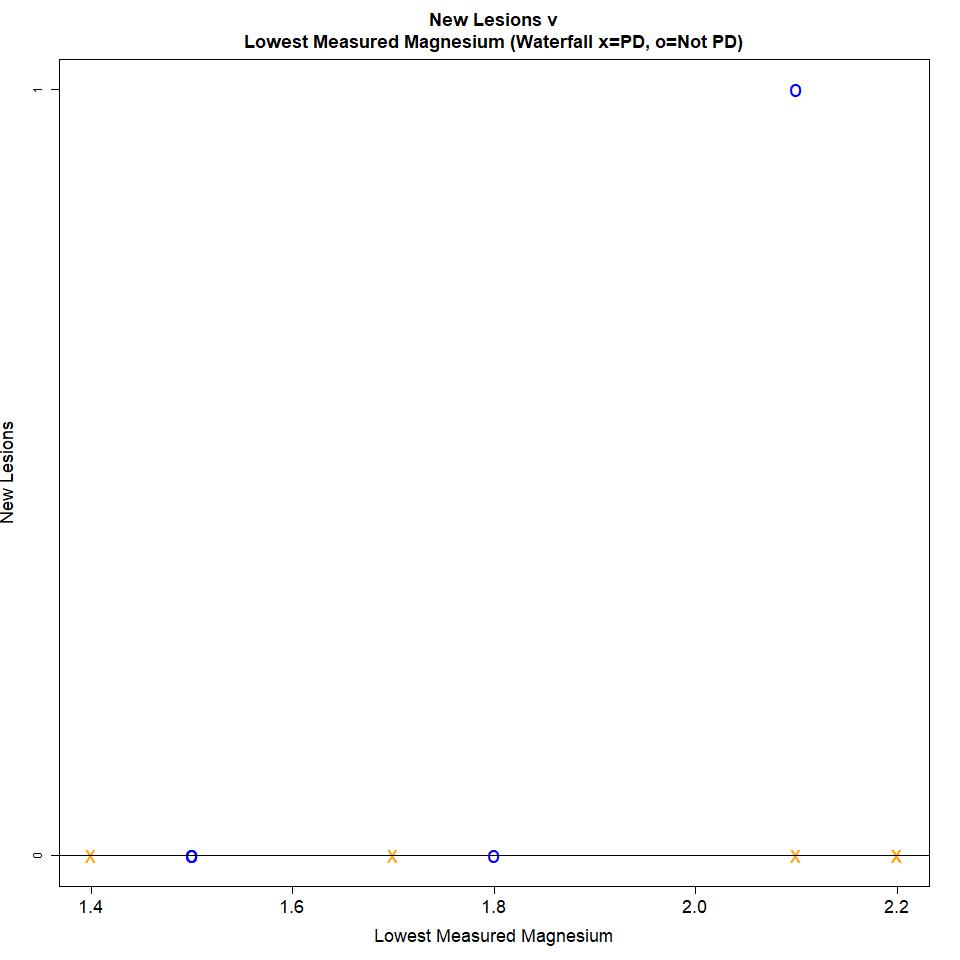 New Lesions v
Lowest Measured Magnesium (Waterfall x=PD, o=Not PD)
New Lesions
1
0
o
x
o
x
o
x
x
1.4
1.6
1.8
2.0
2.2
Lowest Measured Magnesium